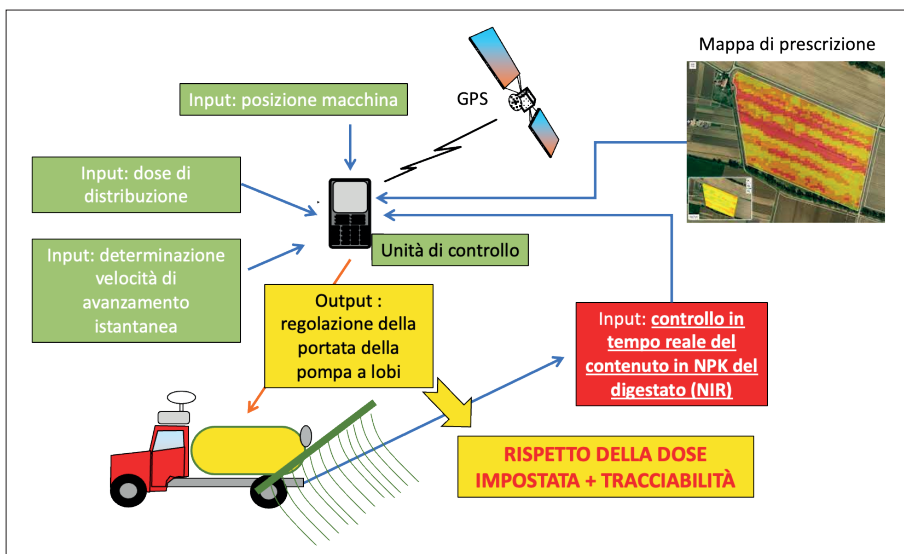 Mappa di prescrizione
GPS
Input: posizione macchina
Input: dose di
distribuzione
Unità di controllo
Input: determinazione
velocità di
avanzamento
istantanea
Output :
regolazione della
portata della
pompa a lobi
Input: controllo in
tempo reale del
contenuto in NPK del
digestato (NIR)
RISPETTO DELLA DOSE
IMPOSTATA + TRACCIABILITÀ